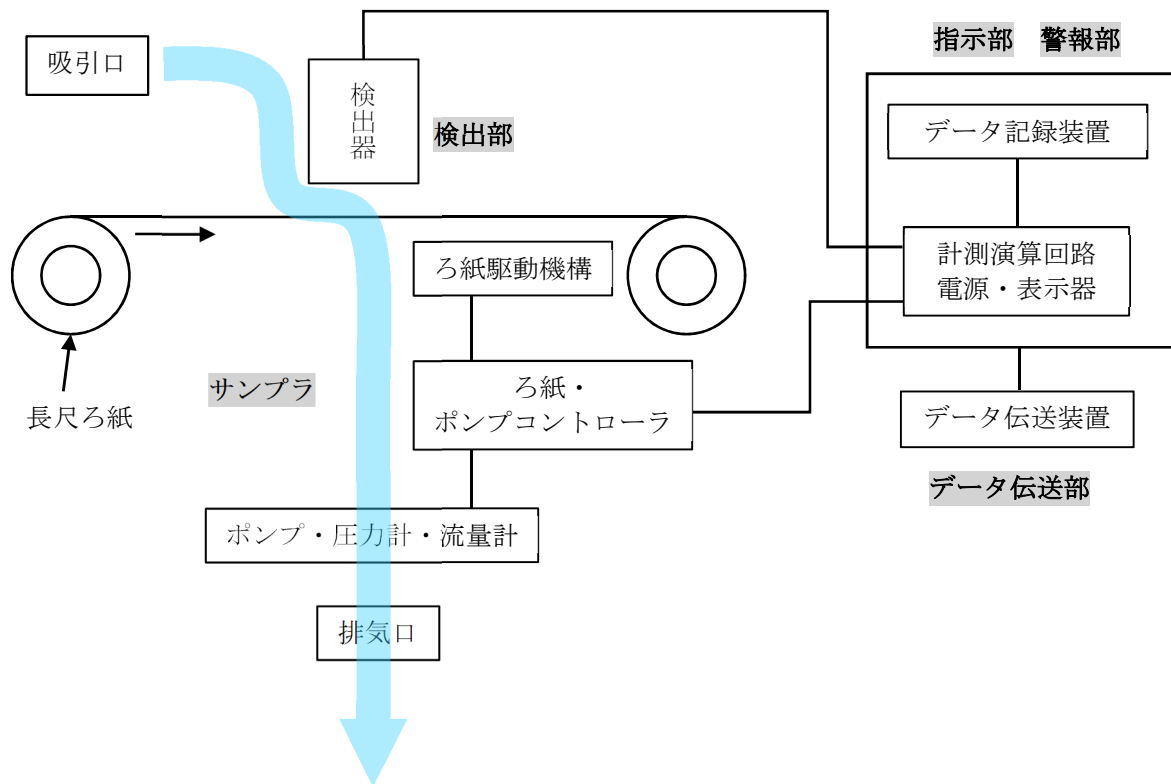 指示部　警報部
吸引口
検出器
検出部
データ記録装置
ろ紙駆動機構
計測演算回路
電源・表示器
サンプラ
ろ紙・
ポンプコントローラ
長尺ろ紙
データ伝送装置
データ伝送部
ポンプ・圧力計・流量計
排気口